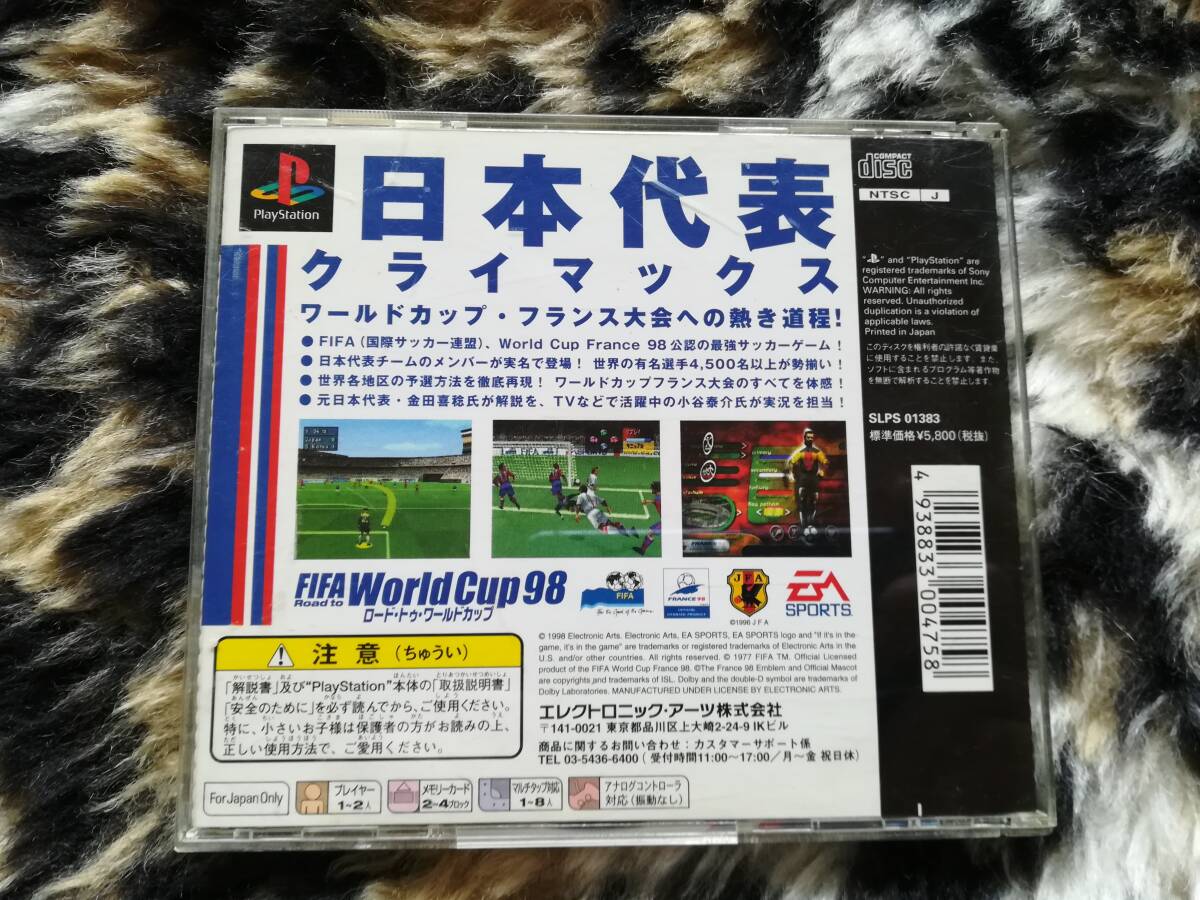 PlayStation
日本代表
クライマックス
ワールドカップ・フランス大会への熱き道程!
● FIFA(国際サッカー連盟)、World Cup France 98公認の最強サッカーゲーム!
● 日本代表チームのメンバーが実名で登場! 世界の有名選手4,500名以上が勢揃い!
● 世界各地区の予選方法を徹底再現! ワールドカップフランス大会のすべてを体感!
● 元日本代表・金田喜稔氏が解説を、TVなどで活躍中の小谷泰介氏が実況を担当!
Japan
FIFA
FIFA
Road to
World Cup 98
ロード・トゥ・ワールドカップ
FIFA
For the Good of the Game
FRANCE 98
JFA
©1996 JFA
EA
SPORTS
注意(ちゅうい)
「解説書」及び“PlayStation”本体の「取扱説明書」
「安全のために」を必ず読んでから、ご使用ください。
特に、小さいお子様は保護者の方がお読みの上、
正しい使用方法で、ご愛用ください。
© 1998 Electronic Arts. Electronic Arts, EA SPORTS, EA SPORTS logo and "If it's in the
game, it's in the game" are trademarks or registered trademarks of Electronic Arts in the
U.S. and/or other countries. All rights reserved. © 1977 FIFA TM. Official Licensed
product of the FIFA World Cup France 98. ©The France 98 Emblem and Official Mascot
are copyrights and trademarks of ISL. Dolby and the double-D symbol are trademarks of
Dolby Laboratories. MANUFACTURED UNDER LICENSE BY ELECTRONIC ARTS.
エレクトロニック・アーツ株式会社
〒141-0021 東京都品川区上大崎2-24-9 IKビル
商品に関するお問い合わせ:カスタマーサポート係
TEL 03-5436-6400(受付時間11:00〜17:00/月〜金 祝日休)
For Japan Only
プレイヤー
1〜2人
メモリーカード
2〜4ブロック
マルチタップ対応
1〜8人
アナログコントローラ
対応(振動なし)
COMPACT
disc
NTSC J
" " and "PlayStation" are
registered trademarks of Sony
Computer Entertainment Inc.
WARNING: All rights
reserved. Unauthorized
duplication is a violation of
applicable laws.
Printed in Japan
このディスクを権利者の許諾なく賃貸業
に使用することを禁止します。また、
ソフトに含まれるプログラム等著作物
を無断で解析することを禁止します。
SLPS 01383
標準価格¥5,800(税抜)
4 938833 004758